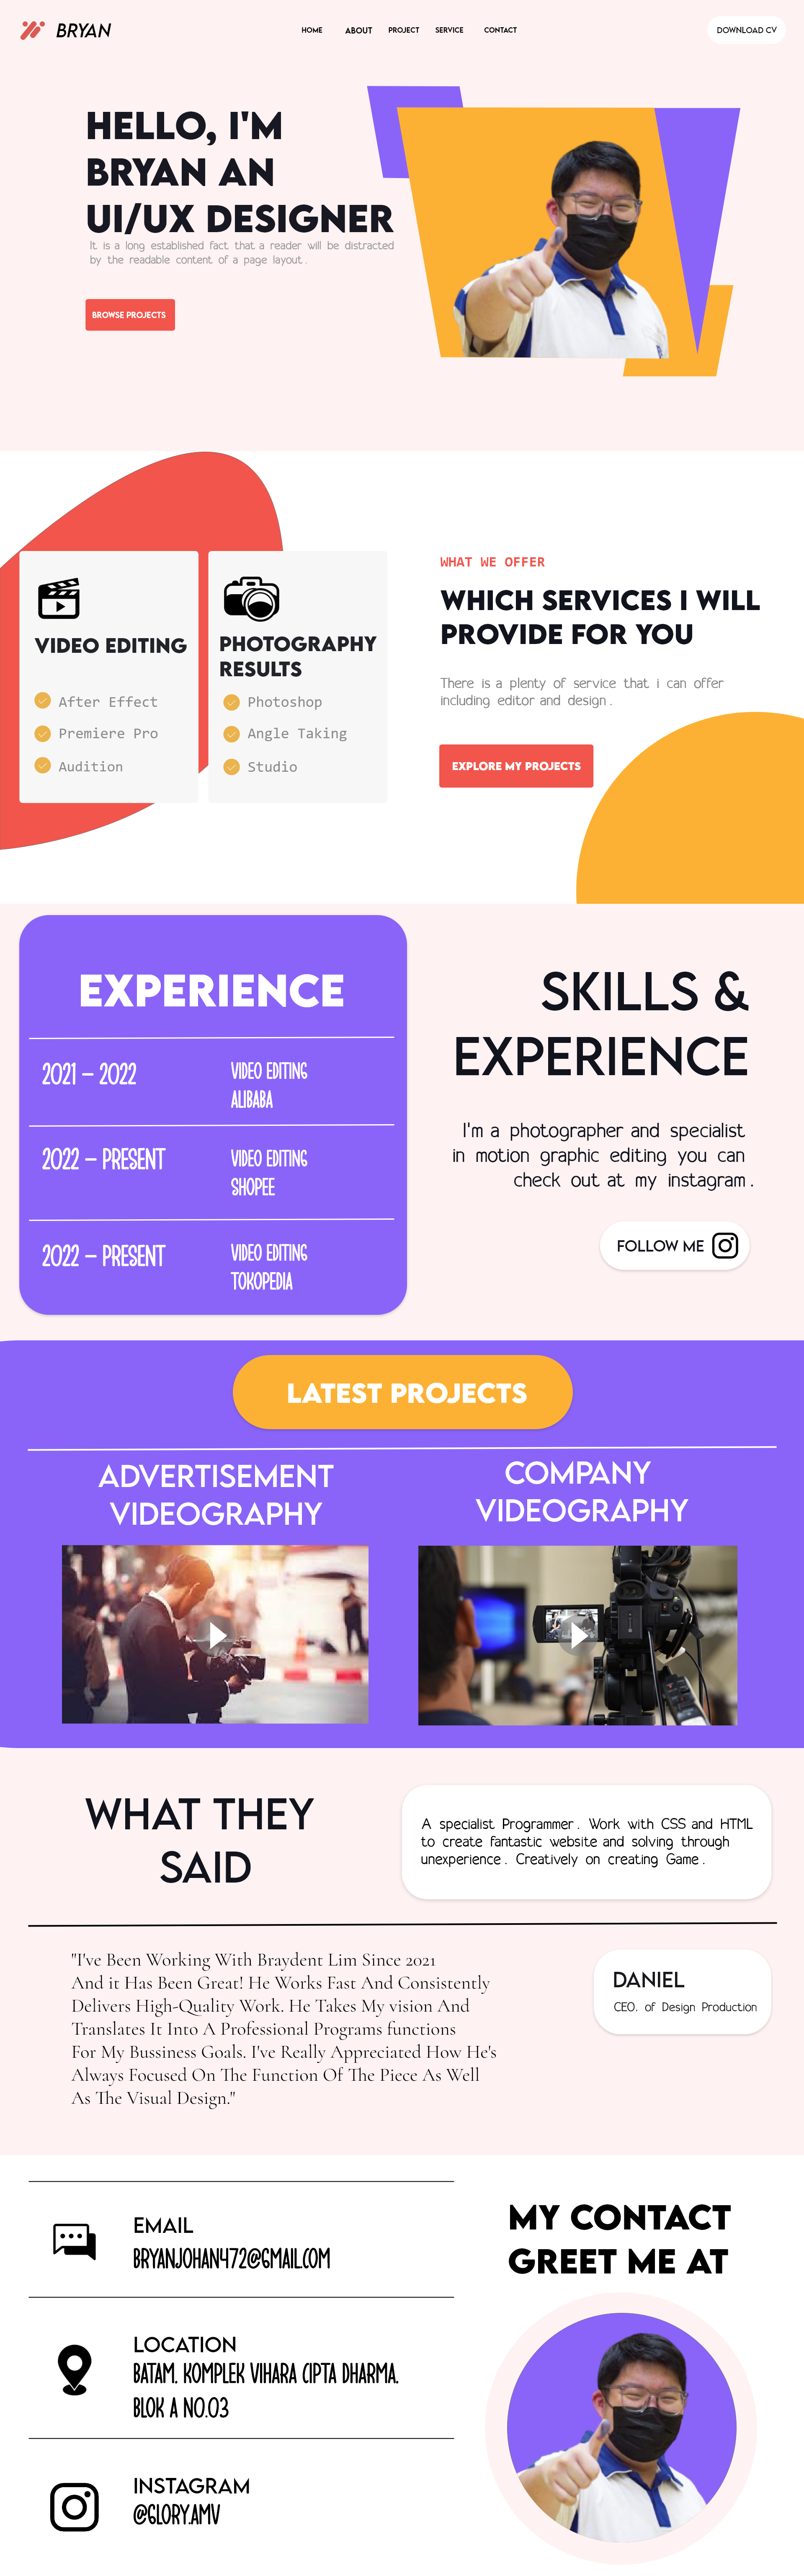 BRYAN
HOME ABOUT PROJECT SERVICE CONTACT
DOWNLOAD CV
HELLO, I'M
BRYAN AN
UI/UX DESIGNER
It is a long established fact that a reader will be distracted
by the readable content of a page layout.
BROWSE PROJECTS
VIDEO EDITING
After Effect
Premiere Pro
Audition
PHOTOGRAPHY
RESULTS
Photoshop
Angle Taking
Studio
WHAT WE OFFER
WHICH SERVICES I WILL
PROVIDE FOR YOU
There is a plenty of service that i can offer
including editor and design.
EXPLORE MY PROJECTS
EXPERIENCE
2021 – 2022
VIDEO EDITING
ALIBABA
2022 – PRESENT
VIDEO EDITING
SHOPEE
2022 – PRESENT
VIDEO EDITING
TOKOPEDIA
SKILLS &
EXPERIENCE
I'm a photographer and specialist
in motion graphic editing you can
check out at my instagram.
FOLLOW ME
LATEST PROJECTS
ADVERTISEMENT
VIDEOGRAPHY
COMPANY
VIDEOGRAPHY
WHAT THEY
SAID
A specialist Programmer. Work with CSS and HTML
to create fantastic website and solving through
unexperience. Creatively on creating Game.
"I've Been Working With Braydent Lim Since 2021
And it Has Been Great! He Works Fast And Consistently
Delivers High-Quality Work. He Takes My vision And
Translates It Into A Professional Programs functions
For My Bussiness Goals. I've Really Appreciated How He's
Always Focused On The Function Of The Piece As Well
As The Visual Design."
DANIEL
CEO. of Design Production
EMAIL
BRYANJOHAN472@GMAIL.COM
LOCATION
BATAM. KOMPLEK VIHARA CIPTA DHARMA.
BLOK A NO.03
INSTAGRAM
@GLORY.AMV
MY CONTACT
GREET ME AT